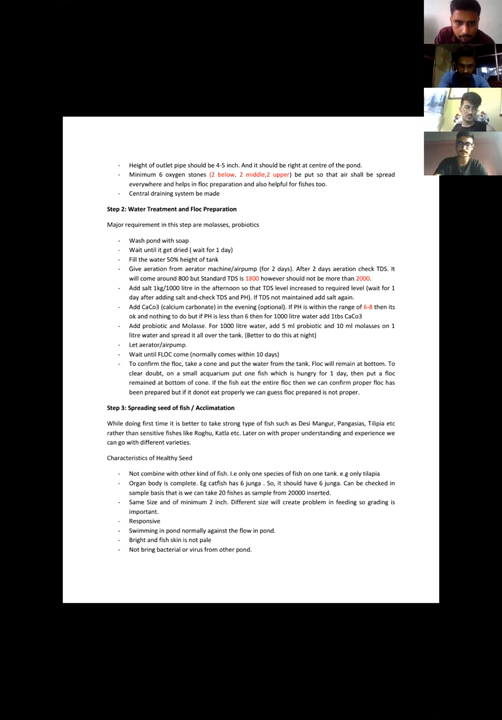 - Height of outlet pipe should be 4-5 inch. And it should be right at centre of the pond.
- Minimum 6 oxygen stones (2 below, 2 middle,2 upper) be put so that air shall be spread
everywhere and helps in floc preparation and also helpful for fishes too.
- Central draining system be made
Step 2: Water Treatment and Floc Preparation
Major requirement in this step are molasses, probiotics
- Wash pond with soap
- Wait until it get dried ( wait for 1 day)
- Fill the water 50% height of tank
- Give aeration from aerator machine/airpump (for 2 days). After 2 days aeration check TDS. It
will come around 800 but Standard TDS is 1800 however should not be more than 2000.
- Add salt 1kg/1000 litre in the afternoon so that TDS level increased to required level (wait for 1
day after adding salt-and-check TDS and PH). If TDS not maintained add salt again.
- Add CaCo3 (calcium carbonate) in the evening (optional). If PH is within the range of 6-8 then its
ok and nothing to do but if PH is less than 6 then for 1000 litre water add 1tbs CaCo3
- Add probiotic and Molasse. For 1000 litre water, add 5 ml probiotic and 10 ml molasses on 1
litre water and spread it all over the tank. (Better to do this at night)
- Let aerator/airpump.
- Wait until FLOC come (normally comes within 10 days)
- To confirm the floc, take a cone and put the water from the tank. Floc will remain at bottom. To
clear doubt, on a small acquarium put one fish which is hungry for 1 day, then put a floc
remained at bottom of cone. If the fish eat the entire floc then we can confirm proper floc has
been prepared but if it donot eat properly we can guess floc prepared is not proper.
Step 3: Spreading seed of fish / Acclimatation
While doing first time it is better to take strong type of fish such as Desi Mangur, Pangasias, Tilipia etc
rather than sensitive fishes like Roghu, Katla etc. Later on with proper understanding and experience we
can go with different varieties.
Characteristics of Healthy Seed
- Not combine with other kind of fish. I.e only one species of fish on one tank. e.g only tilapia
- Organ body is complete. Eg catfish has 6 junga . So, it should have 6 junga. Can be checked in
sample basis that is we can take 20 fishes as sample from 20000 inserted.
- Same Size and of minimum 2 inch. Different size will create problem in feeding so grading is
important.
- Responsive
- Swimming in pond normally against the flow in pond.
- Bright and fish skin is not pale
- Not bring bacterial or virus from other pond.